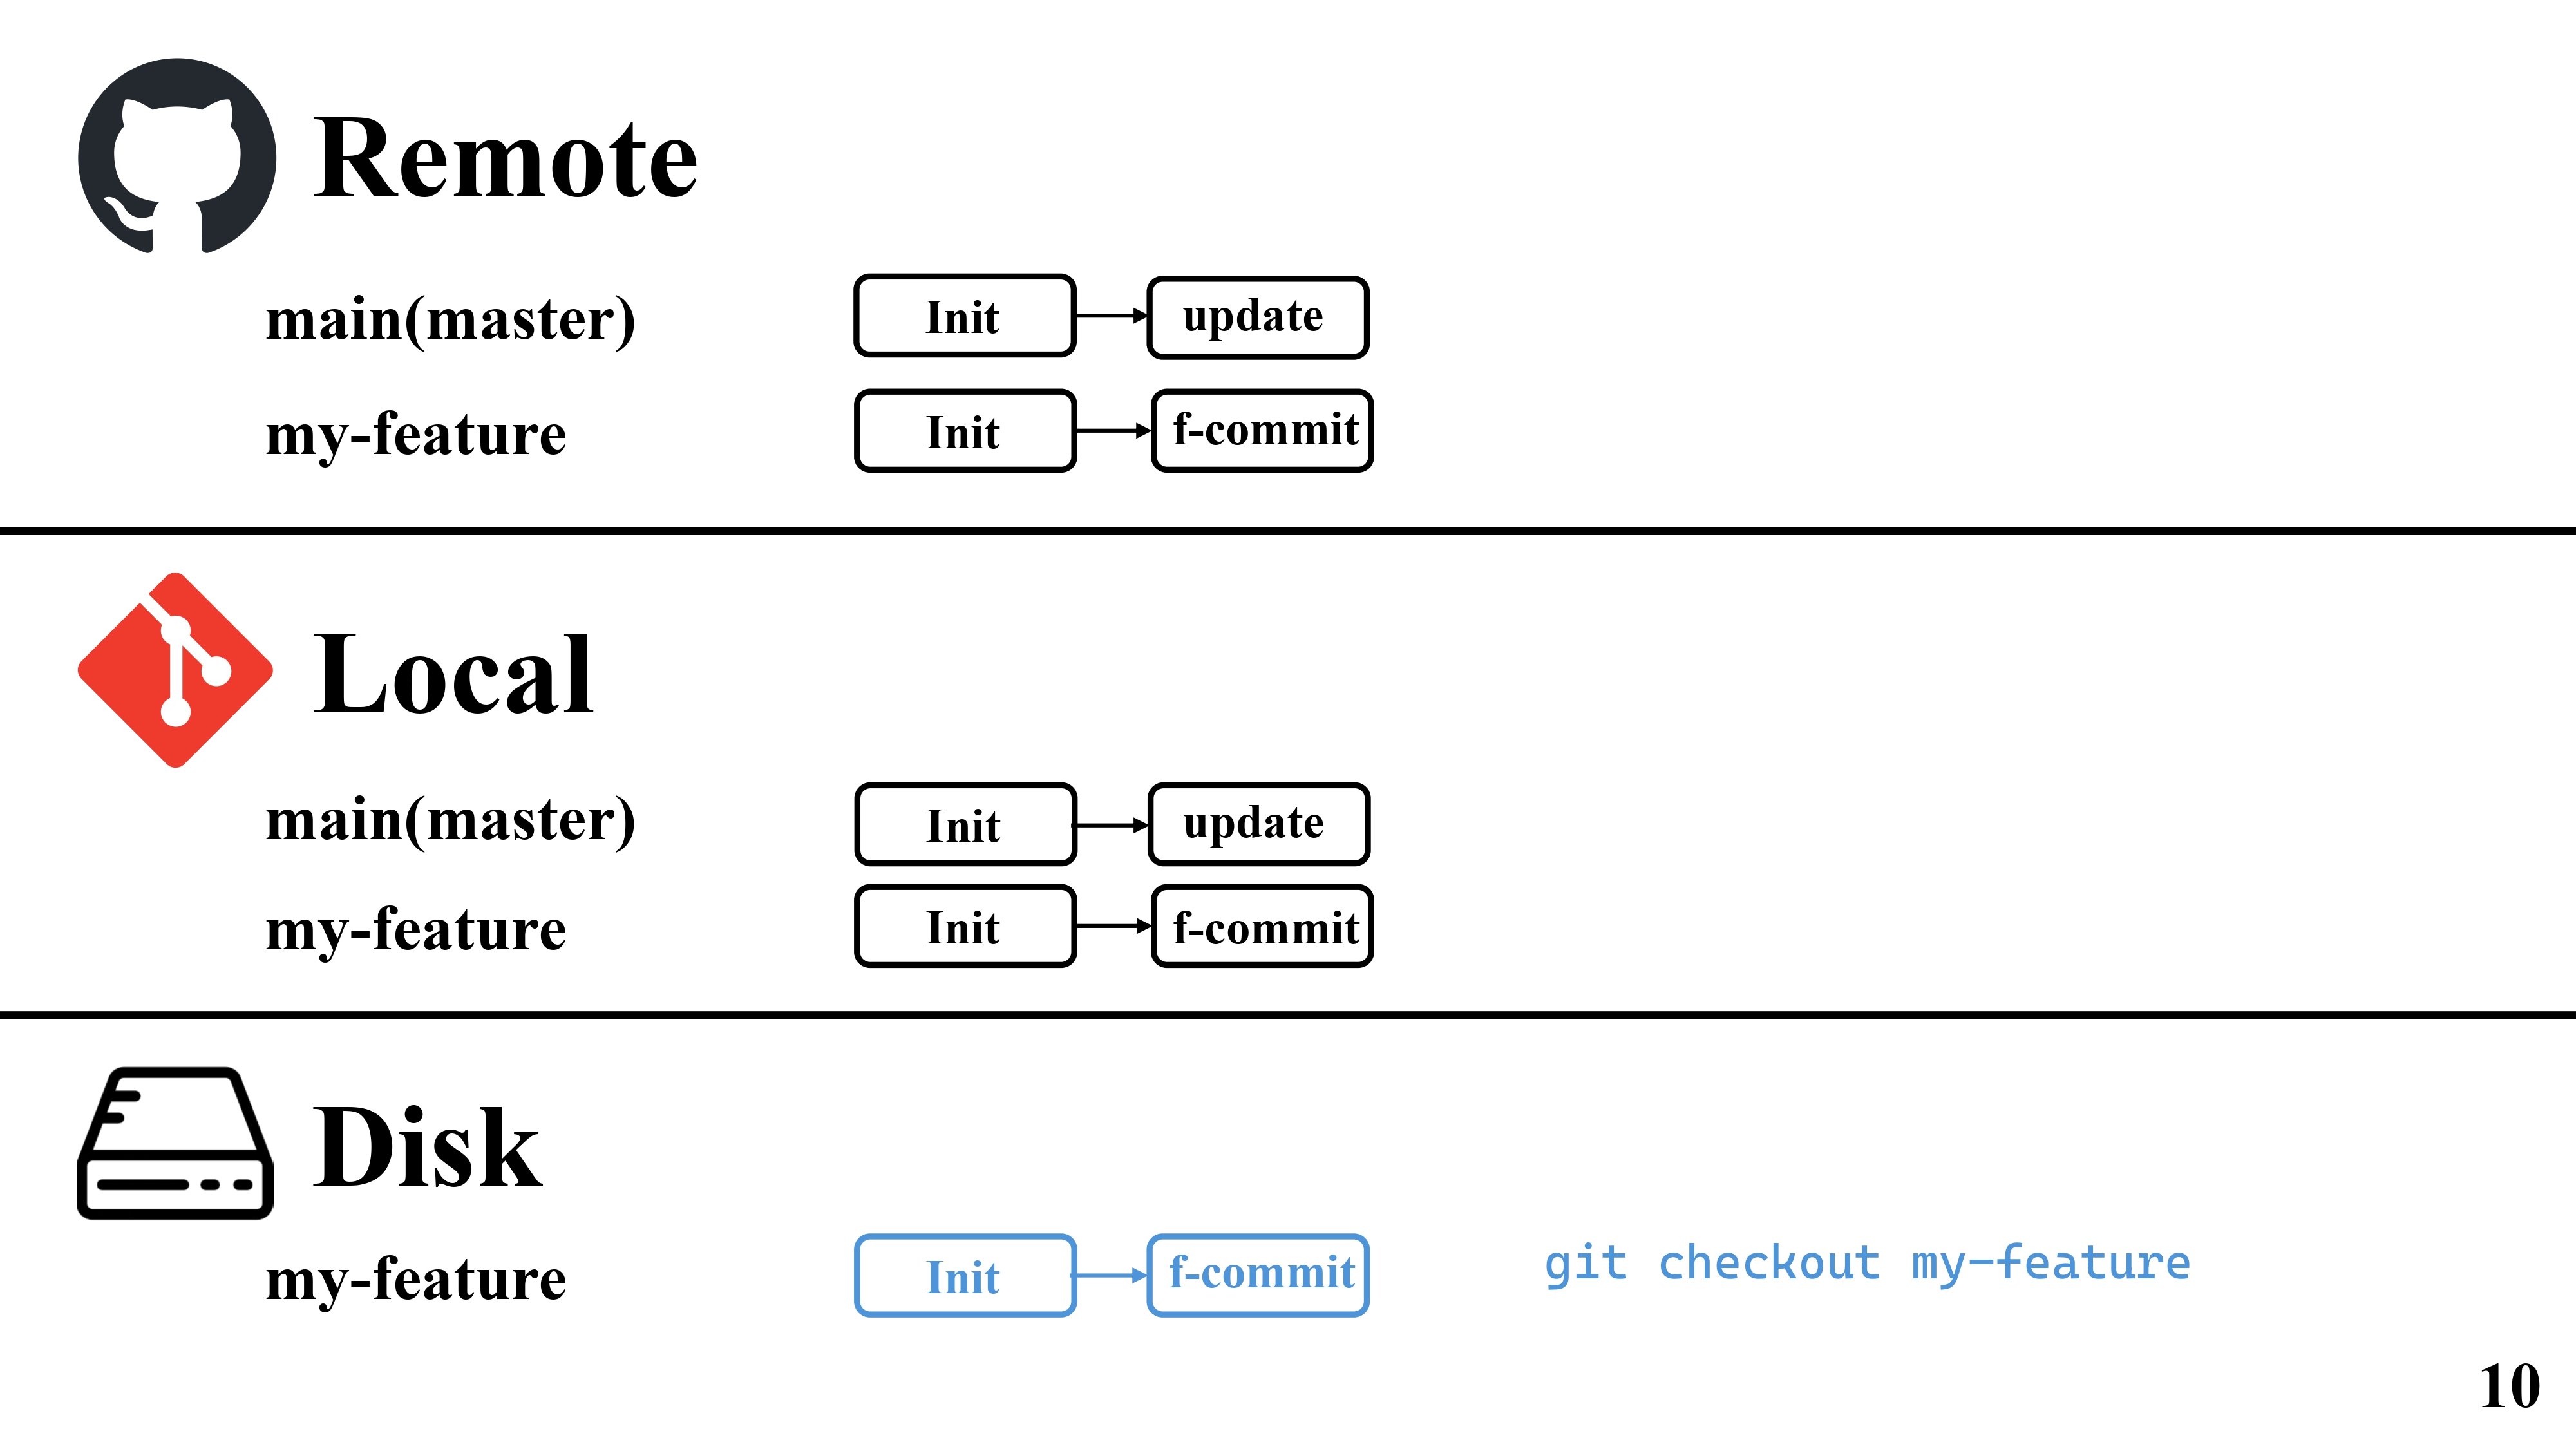 Remote
main(master) Init update
my-feature Init f-commit
Local
main(master) Init update
my-feature Init f-commit
Disk
my-feature Init f-commit git checkout my-feature
10